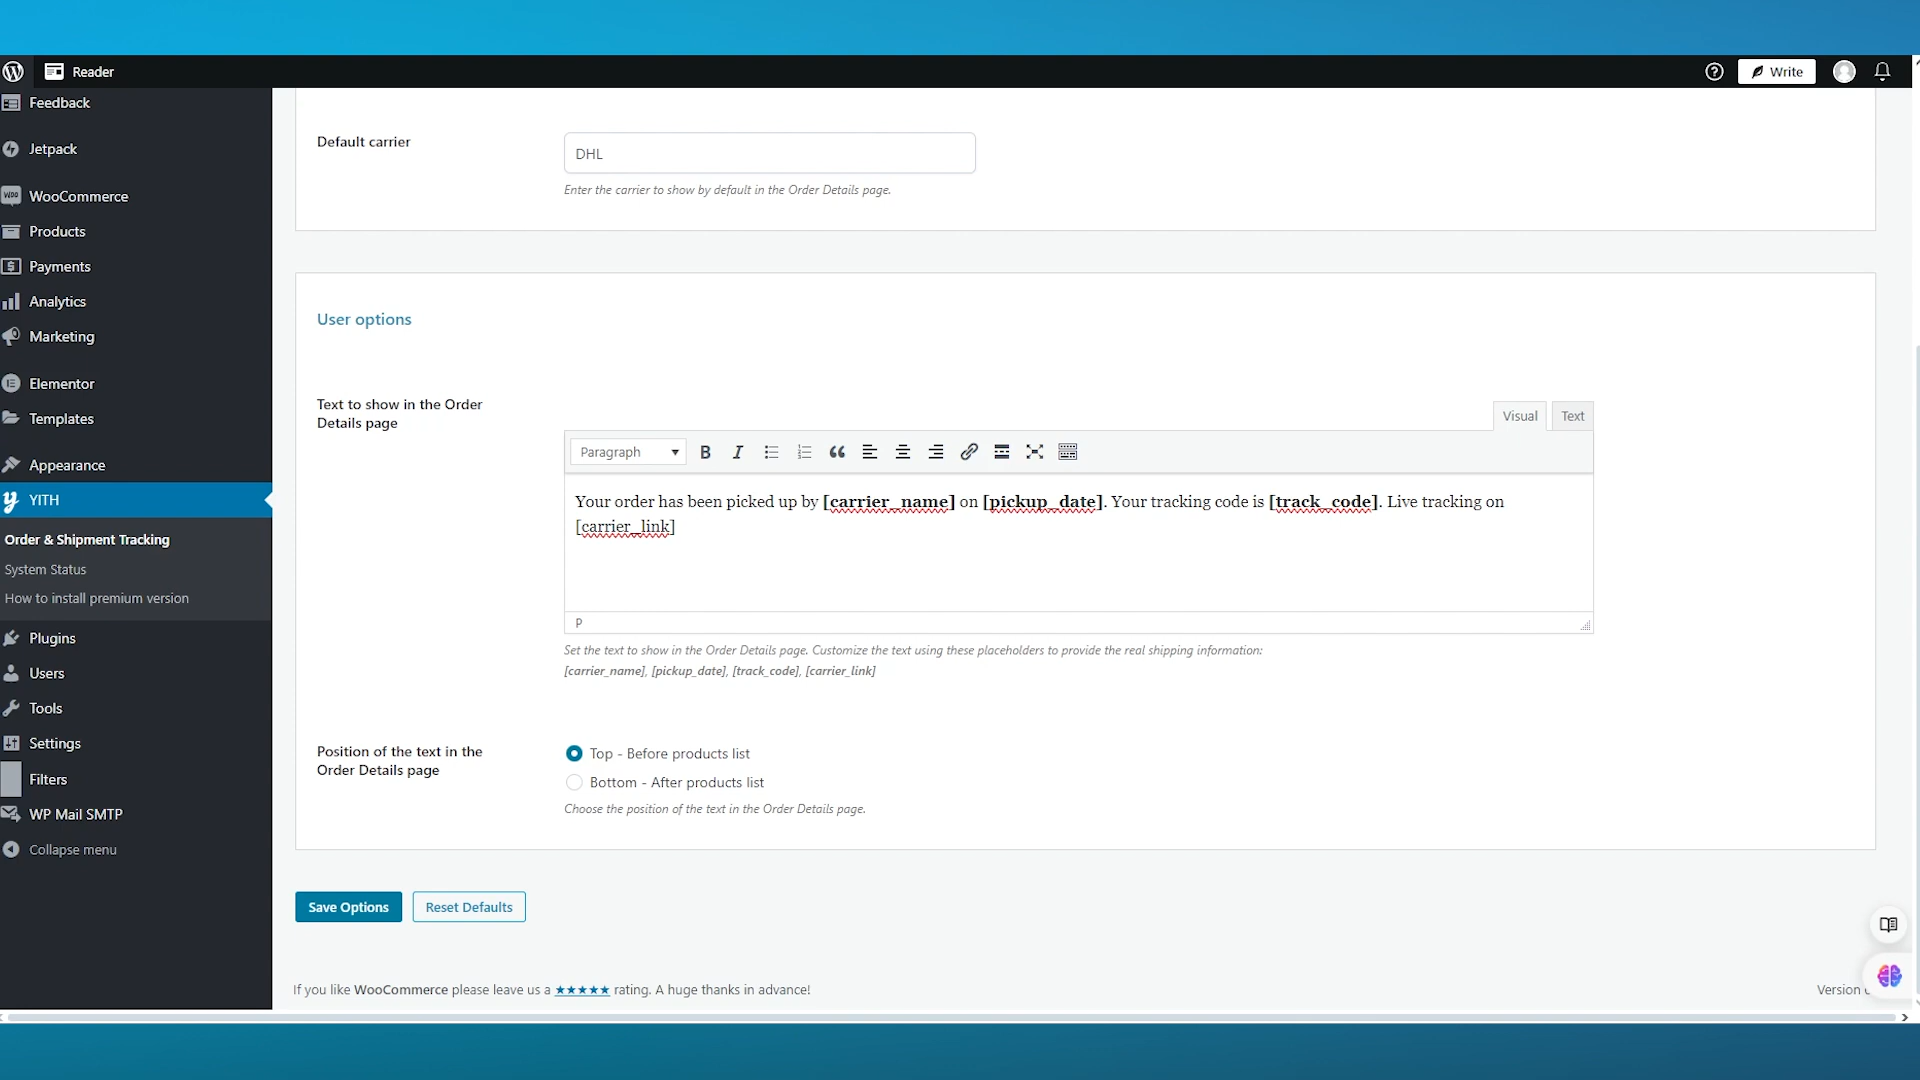 Reader
Write
Feedback
Jetpack
WooCommerce
Products
Payments
Analytics
Marketing
Elementor
Templates
Appearance
YITH
Order & Shipment Tracking
System Status
How to install premium version
Plugins
Users
Tools
Settings
Filters
WP Mail SMTP
Collapse menu
Default carrier
DHL
Enter the carrier to show by default in the Order Details page.
User options
Text to show in the Order
Details page
Visual Text
Paragraph
Your order has been picked up by [carrier_name] on [pickup_date]. Your tracking code is [track_code]. Live tracking on
[carrier_link]
P
Set the text to show in the Order Details page. Customize the text using these placeholders to provide the real shipping information:
[carrier_name], [pickup_date], [track_code], [carrier_link]
Position of the text in the
Order Details page
Top - Before products list
Bottom - After products list
Choose the position of the text in the Order Details page.
Save Options
Reset Defaults
If you like WooCommerce please leave us a ★★★★★ rating. A huge thanks in advance!
Version